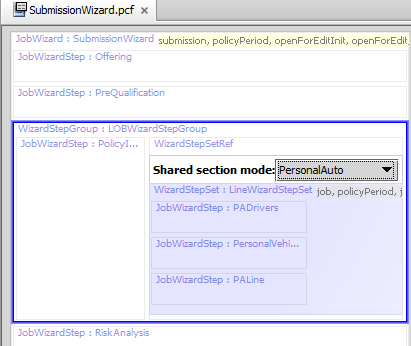 SubmissionWizard.pcf ×
JobWizard : SubmissionWizard submission, policyPeriod, openForEditInit, openForEdit,
JobWizardStep : Offering
JobWizardStep : PreQualification
WizardStepGroup : LOBWizardStepGroup
JobWizardStep : PolicyI... WizardStepSetRef
Shared section mode: PersonalAuto
WizardStepSet : LineWizardStepSet job, policyPeriod, j
JobWizardStep : PADrivers
JobWizardStep : PersonalVehi...
JobWizardStep : PALine
JobWizardStep : RiskAnalysis